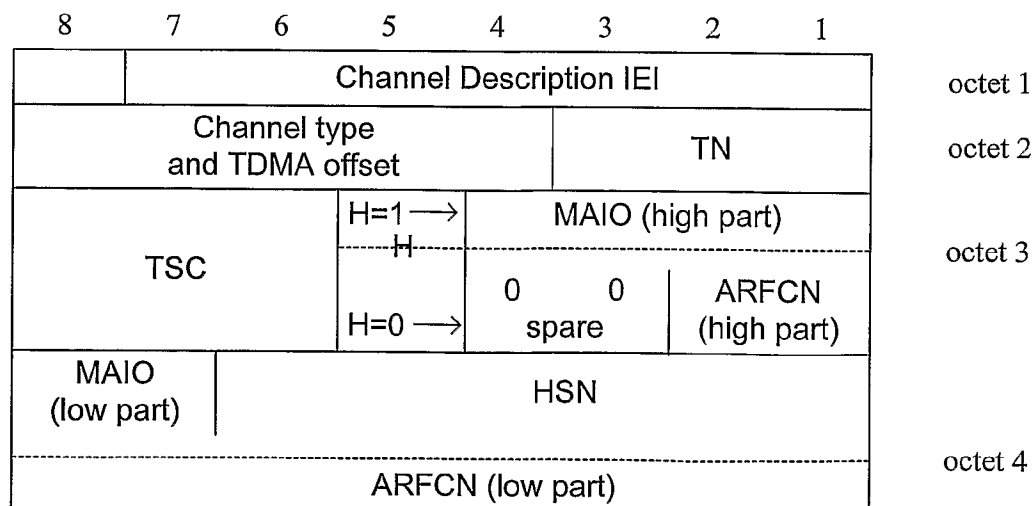 8 7 6 5 4 3 2 1
Channel Description IEI
octet 1
Channel type
and TDMA offset
TN
octet 2
TSC
H=1
H
H=0
MAIO (high part)
0 0
spare
ARFCN
(high part)
octet 3
MAIO
(low part)
HSN
ARFCN (low part)
octet 4